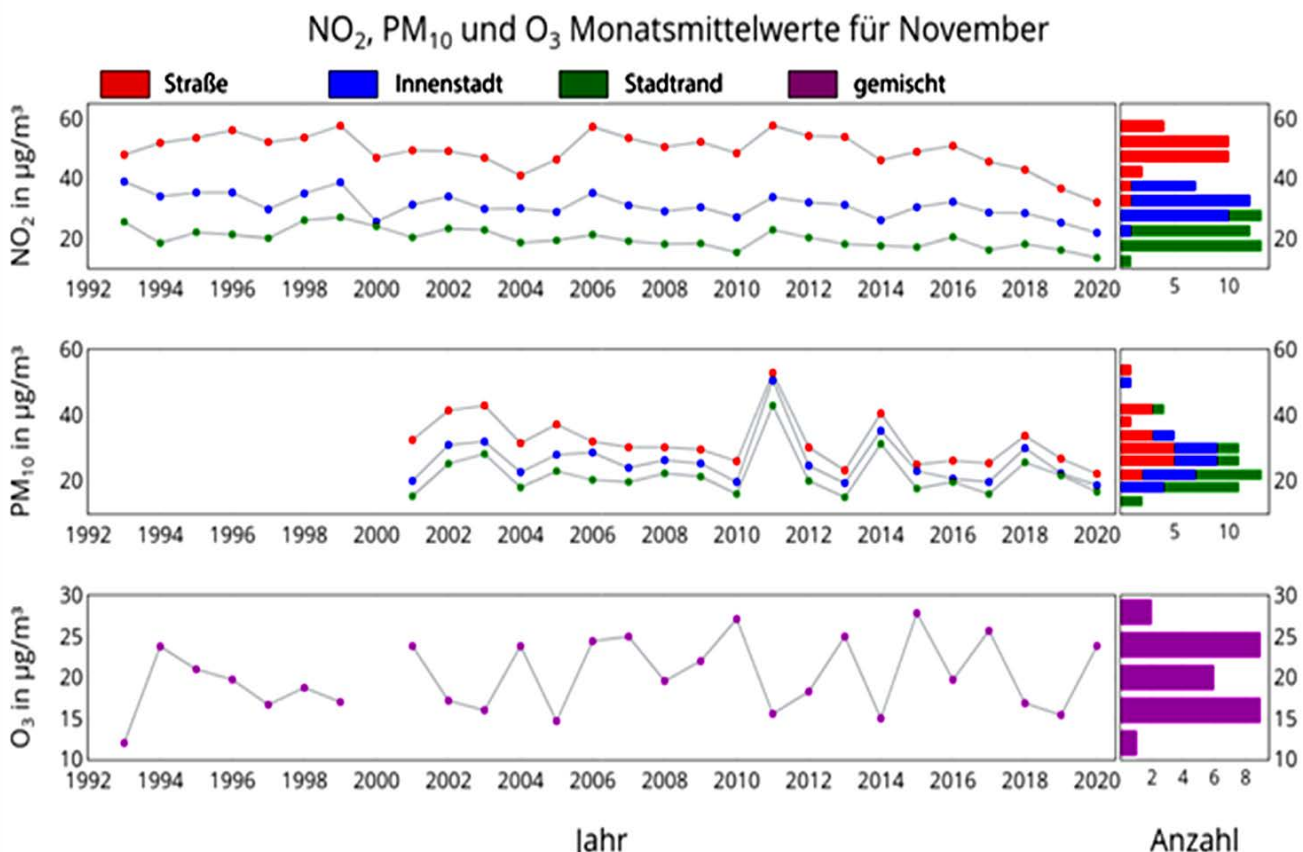 NO₂, PM₁₀ und O₃ Monatsmittelwerte für November
Straße Innenstadt Stadtrand gemischt
NO₂ in µg/m³
60 60
40 40
20 20
1992 1994 1996 1998 2000 2002 2004 2006 2008 2010 2012 2014 2016 2018 2020 5 10
PM₁₀ in µg/m³
60 60
40 40
20 20
1992 1994 1996 1998 2000 2002 2004 2006 2008 2010 2012 2014 2016 2018 2020 5 10
O₃ in µg/m³
30 30
25 25
20 20
15 15
10 10
1992 1994 1996 1998 2000 2002 2004 2006 2008 2010 2012 2014 2016 2018 2020 2 4 6 8
Jahr Anzahl